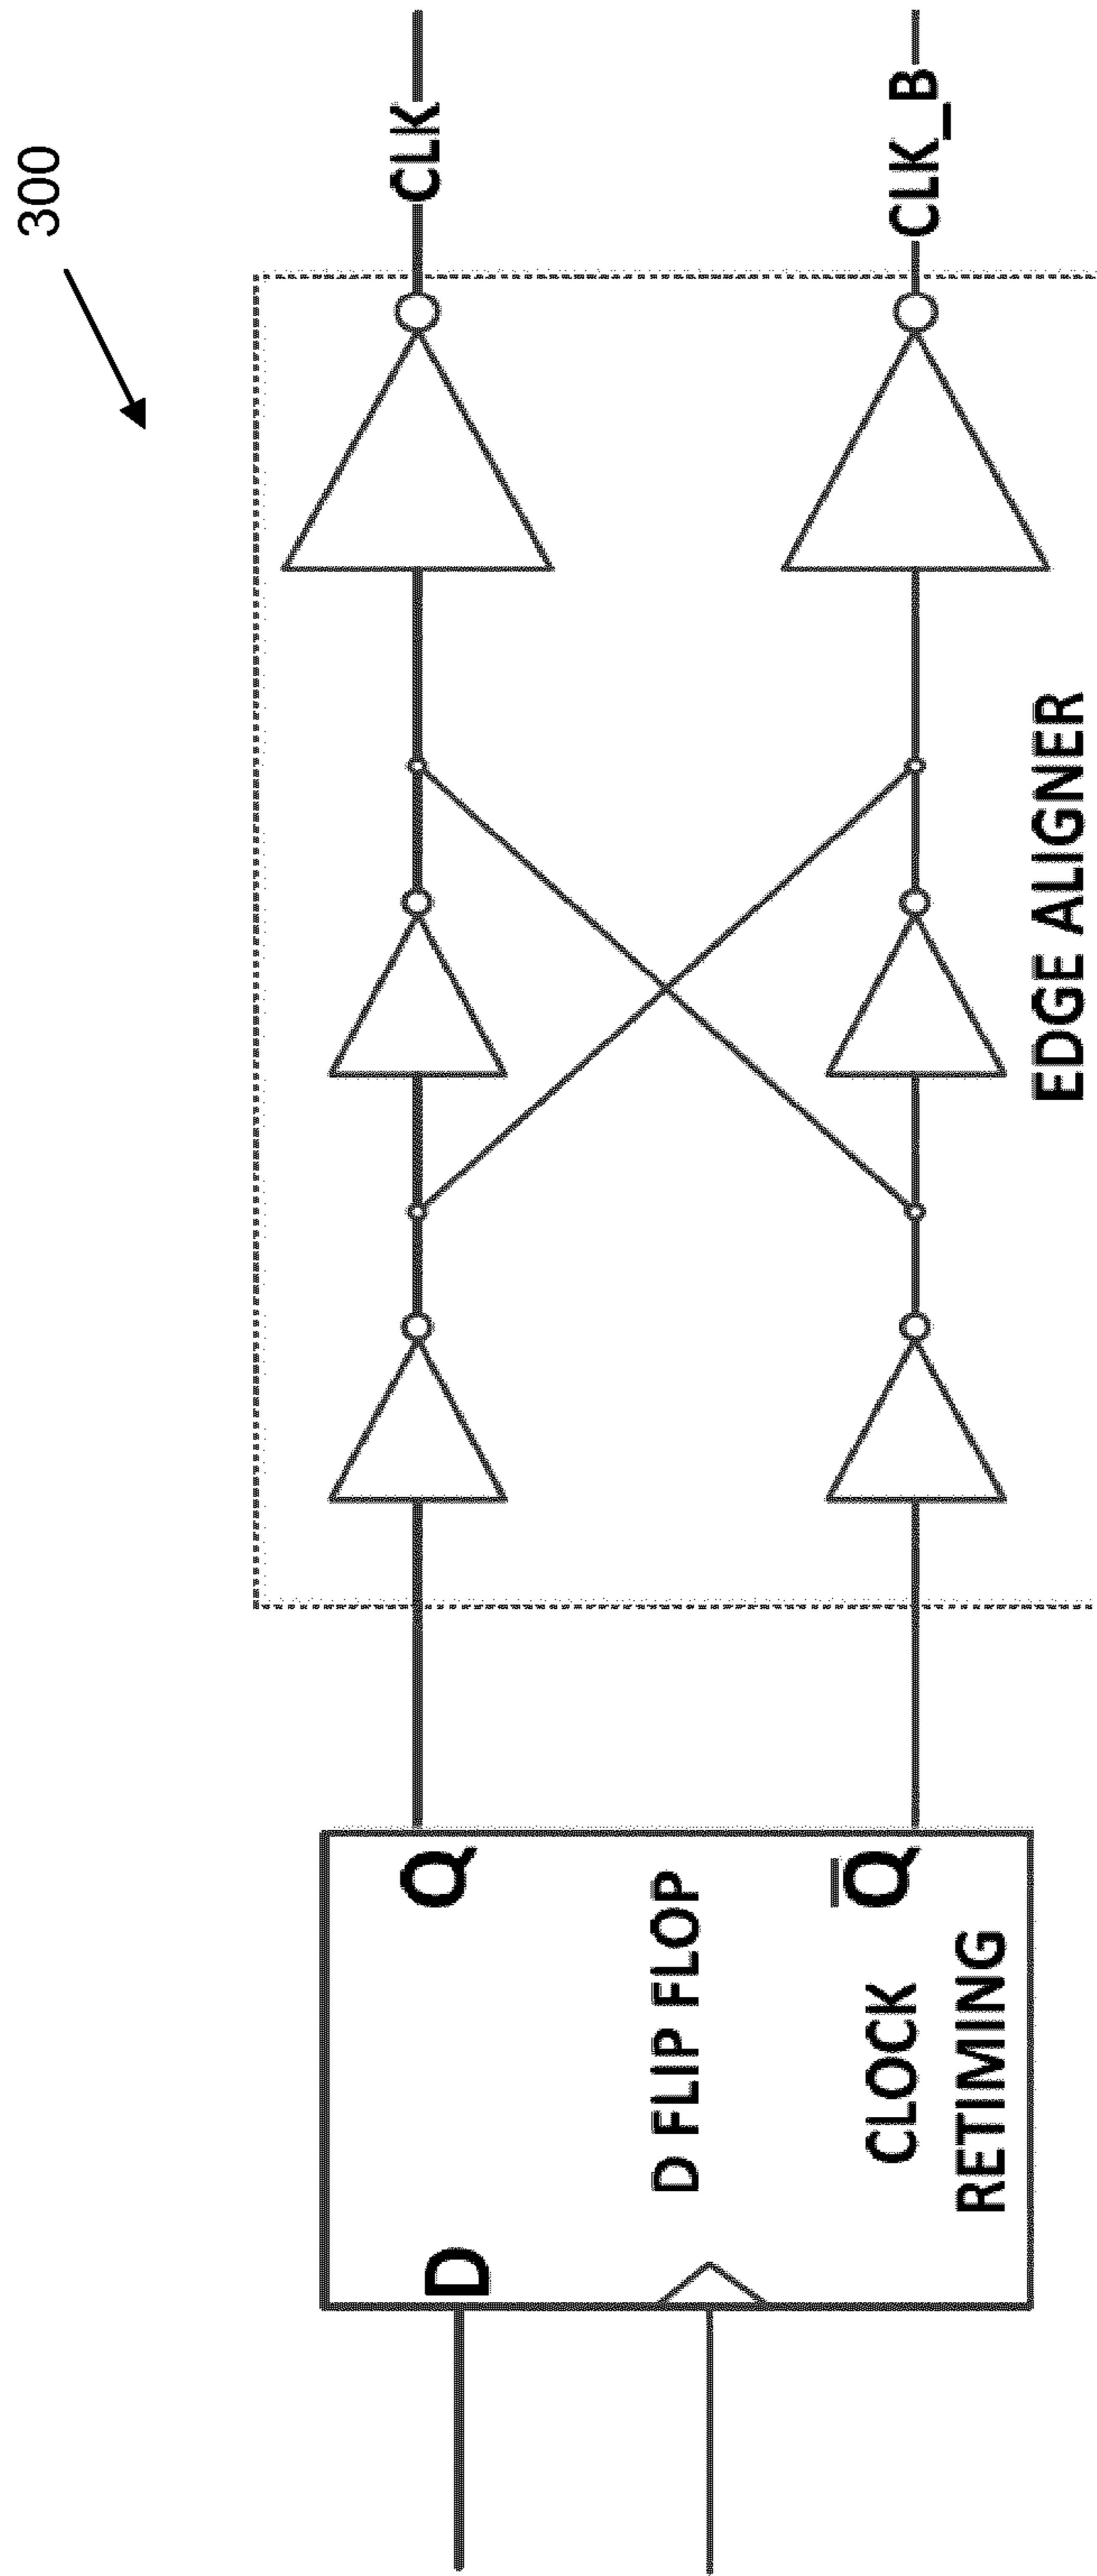 300
D
Q
D FLIP FLOP
Q̅
CLOCK
RETIMING
EDGE ALIGNER
CLK
CLK_B